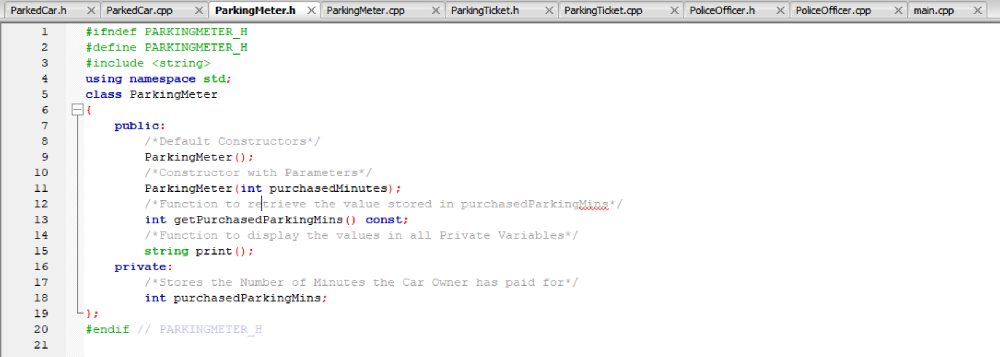 ParkedCar.h ParkedCar.cpp ParkingMeter.h ParkingMeter.cpp ParkingTicket.h ParkingTicket.cpp PoliceOfficer.h PoliceOfficer.cpp main.cpp
1 #ifndef PARKINGMETER_H
2 #define PARKINGMETER_H
3 #include <string>
4 using namespace std;
5 class ParkingMeter
6 {
7 public:
8 /*Default Constructors*/
9 ParkingMeter();
10 /*Constructor with Parameters*/
11 ParkingMeter(int purchasedMinutes);
12 /*Function to retrieve the value stored in purchasedParkingMins*/
13 int getPurchasedParkingMins() const;
14 /*Function to display the values in all Private Variables*/
15 string print();
16 private:
17 /*Stores the Number of Minutes the Car Owner has paid for*/
18 int purchasedParkingMins;
19 };
20 #endif // PARKINGMETER_H
21